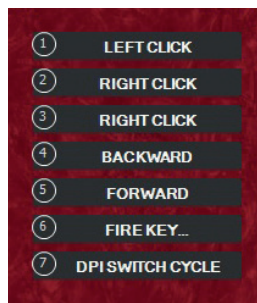 1 LEFT CLICK
2 RIGHT CLICK
3 RIGHT CLICK
4 BACKWARD
5 FORWARD
6 FIRE KEY...
7 DPI SWITCH CYCLE